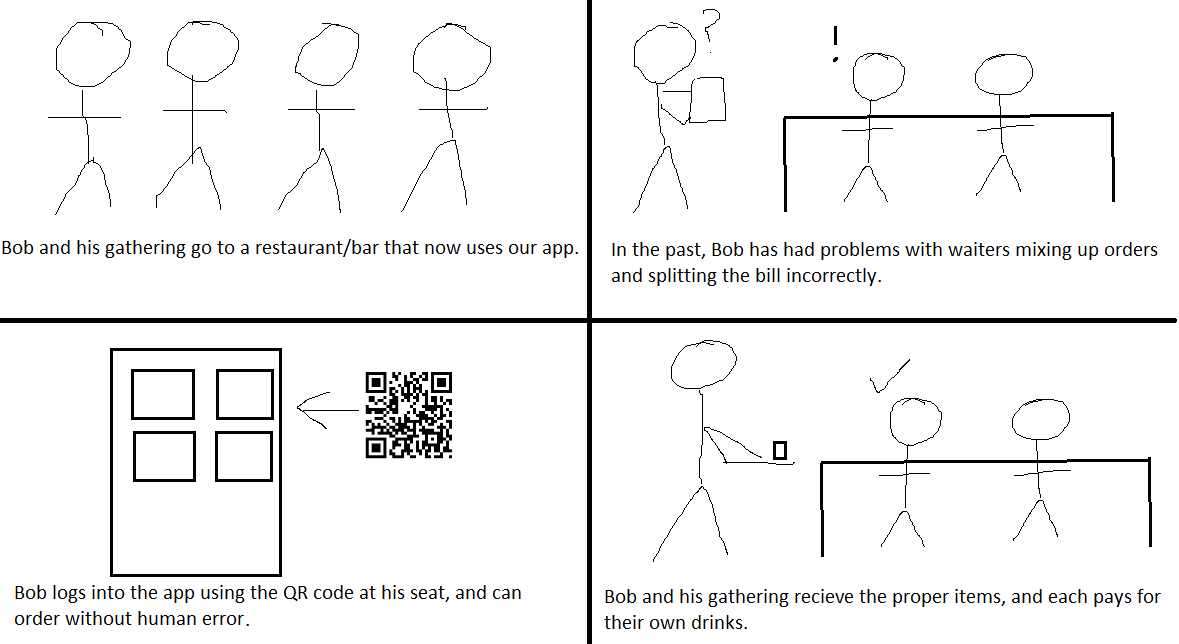 ?
!
Bob and his gathering go to a restaurant/bar that now uses our app.
In the past, Bob has had problems with waiters mixing up orders
and splitting the bill incorrectly.
Bob logs into the app using the QR code at his seat, and can
order without human error.
Bob and his gathering recieve the proper items, and each pays for
their own drinks.